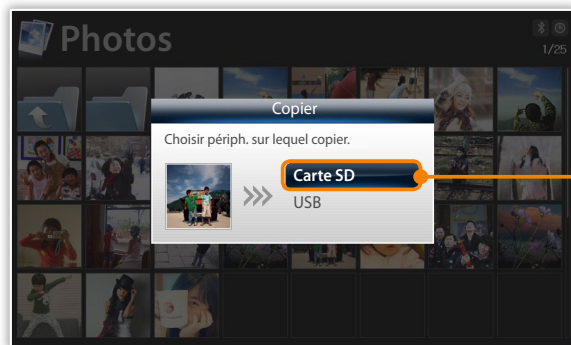 Photos
1/25
Copier
Choisir périph. sur lequel copier.
Carte SD
USB